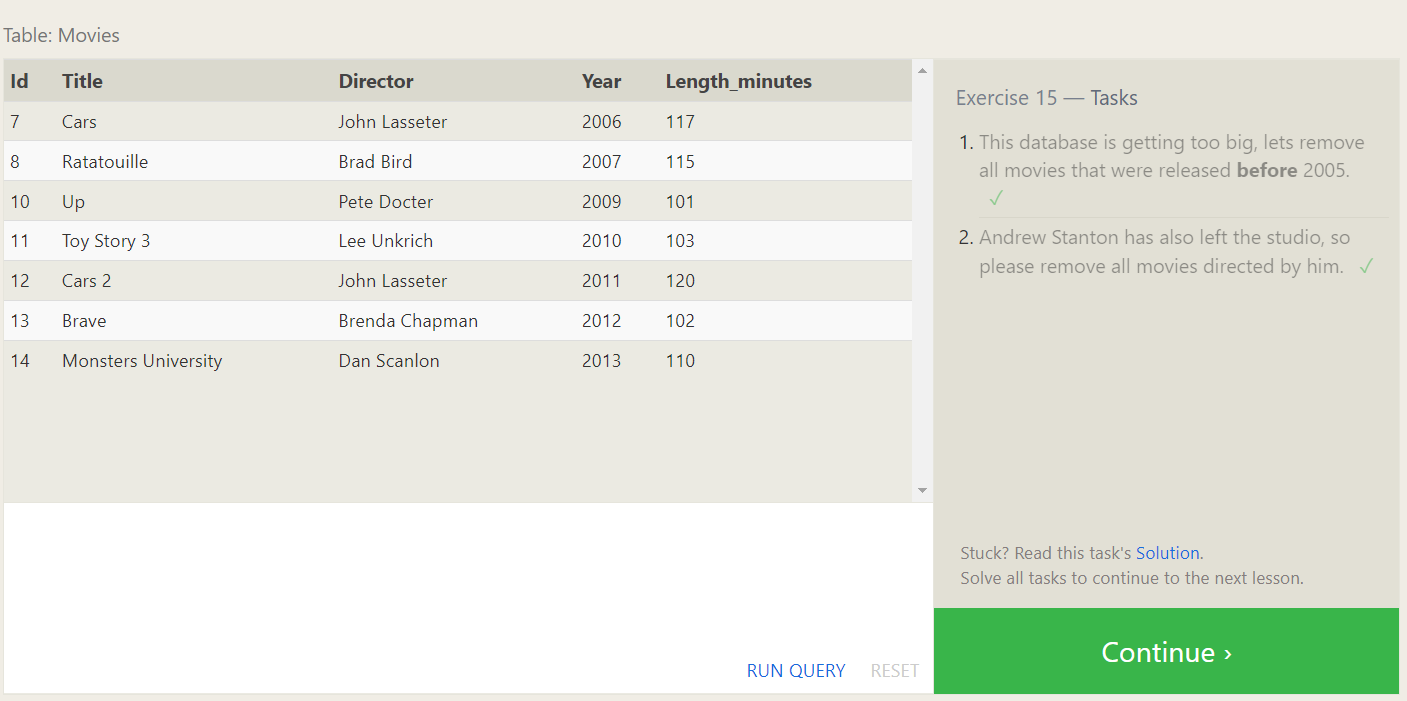 Table: Movies
Id Title Director Year Length_minutes
7 Cars John Lasseter 2006 117
8 Ratatouille Brad Bird 2007 115
10 Up Pete Docter 2009 101
11 Toy Story 3 Lee Unkrich 2010 103
12 Cars 2 John Lasseter 2011 120
13 Brave Brenda Chapman 2012 102
14 Monsters University Dan Scanlon 2013 110
RUN QUERY RESET
Exercise 15 — Tasks
1. This database is getting too big, lets remove
all movies that were released before 2005.
✓
2. Andrew Stanton has also left the studio, so
please remove all movies directed by him. ✓
Stuck? Read this task's Solution.
Solve all tasks to continue to the next lesson.
Continue ›